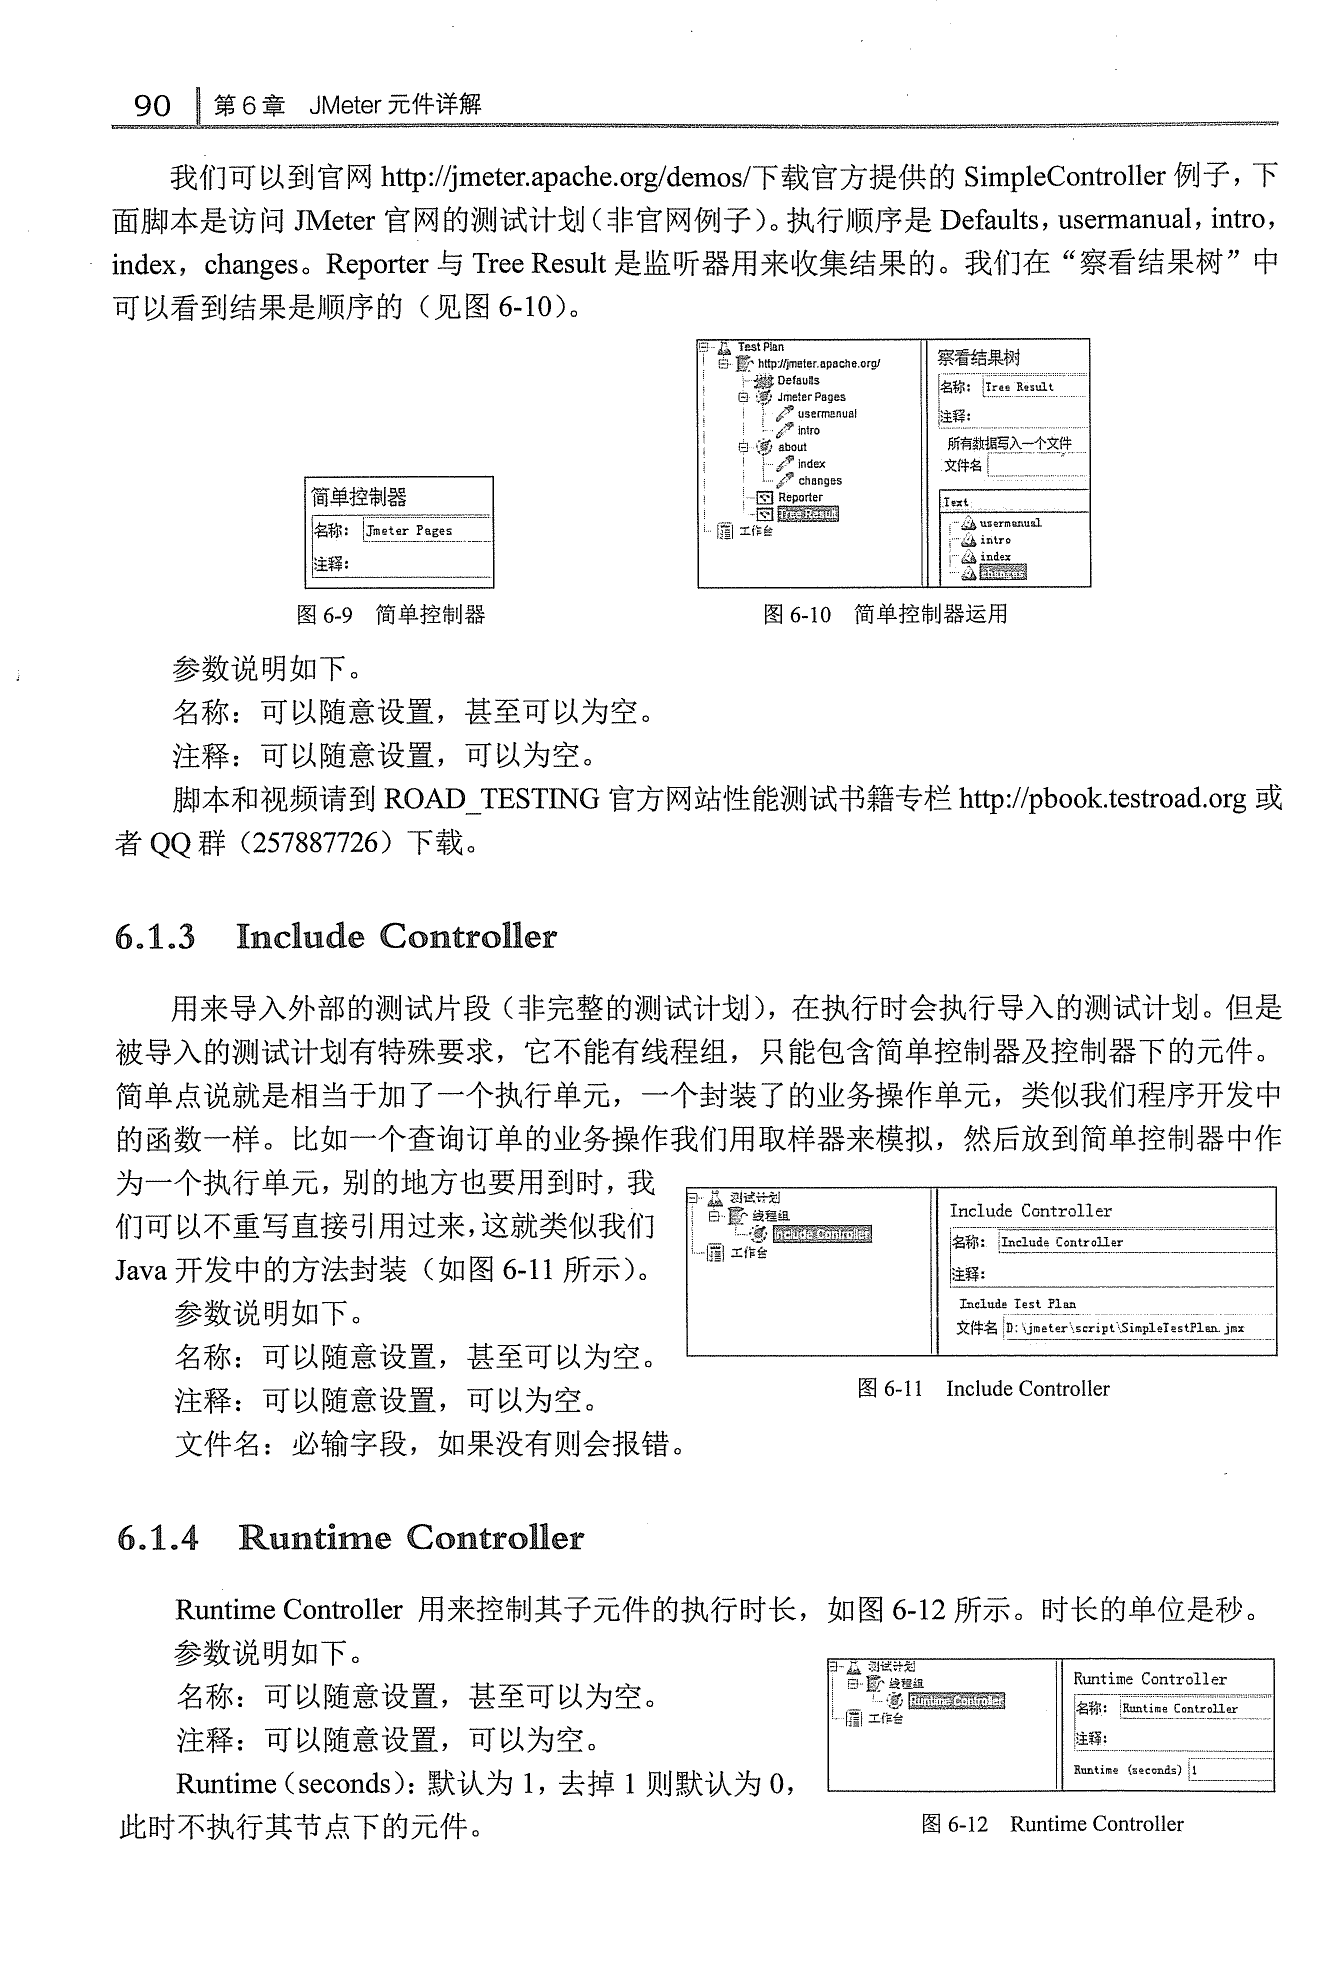 90 第6章 JMeter 元件详解
我们可以到官网 http://jmeter.apache.org/demos/下载官方提供的 SimpleController 例子，下
面脚本是访问 JMeter 官网的测试计划（非官网例子）。执行顺序是 Defaults，usermanual，intro，
index，changes。Reporter 与 Tree Result 是监听器用来收集结果的。我们在“察看结果树”中
可以看到结果是顺序的（见图 6-10）。
简单控制器
名称： Jmeter Pages
注释：
图 6-9 简单控制器
Test Plan
http://jmeter.apache.org/
Defaults
Jmeter Pages
usermanual
intro
about
index
changes
Reporter
Tree Result
工作台
察看结果树
名称： Tree Result
注释：
所有数据写入一个文件
文件名
Text
usermanual
intro
index
changes
图 6-10 简单控制器运用
参数说明如下。
名称：可以随意设置，甚至可以为空。
注释：可以随意设置，可以为空。
脚本和视频请到 ROAD_TESTING 官方网站性能测试书籍专栏 http://pbook.testroad.org 或
者 QQ 群（257887726）下载。
6.1.3 Include Controller
用来导入外部的测试片段（非完整的测试计划），在执行时会执行导入的测试计划。但是
被导入的测试计划有特殊要求，它不能有线程组，只能包含简单控制器及控制器下的元件。
简单点说就是相当于加了一个执行单元，一个封装了的业务操作单元，类似我们程序开发中
的函数一样。比如一个查询订单的业务操作我们用取样器来模拟，然后放到简单控制器中作
为一个执行单元，别的地方也要用到时，我
们可以不重写直接引用过来，这就类似我们
Java 开发中的方法封装（如图 6-11 所示）。
参数说明如下。
名称：可以随意设置，甚至可以为空。
注释：可以随意设置，可以为空。
文件名：必输字段，如果没有则会报错。
测试计划
线程组
Include Controller
工作台
Include Controller
名称： Include Controller
注释：
Include Test Plan
文件名 D:\jmeter\script\SimpleTestPlan.jmx
图 6-11 Include Controller
6.1.4 Runtime Controller
Runtime Controller 用来控制其子元件的执行时长，如图 6-12 所示。时长的单位是秒。
参数说明如下。
名称：可以随意设置，甚至可以为空。
注释：可以随意设置，可以为空。
Runtime（seconds）：默认为 1，去掉 1 则默认为 0，
此时不执行其节点下的元件。
测试计划
线程组
Runtime Controller
工作台
Runtime Controller
名称： Runtime Controller
注释：
Runtime (seconds) 1
图 6-12 Runtime Controller